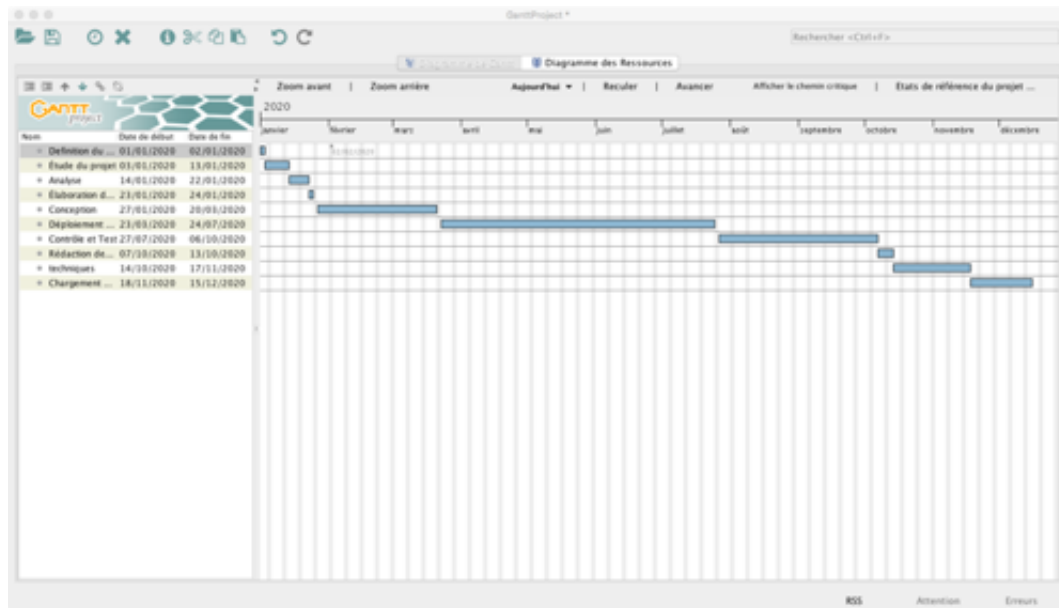 GanttProject *
Rechercher <Ctrl+F>
Diagramme des Ressources
Zoom avant | Zoom arrière Aujourd'hui | Reculer | Avancer Afficher le chemin critique | Etats de référence du projet ...
GANTT project
2020
janvier février mars avril mai juin juillet août septembre octobre novembre décembre
Nom Date de début Date de fin
Definition du ... 01/01/2020 02/01/2020
Étude du projet 03/01/2020 13/01/2020
Analyse 14/01/2020 22/01/2020
Élaboration d... 23/01/2020 24/01/2020
Conception 27/01/2020 20/03/2020
Déploiement ... 23/03/2020 24/07/2020
Contrôle et Test 27/07/2020 06/10/2020
Rédaction de... 07/10/2020 13/10/2020
techniques 14/10/2020 17/11/2020
Chargement ... 18/11/2020 15/12/2020
RSS Attention Erreurs